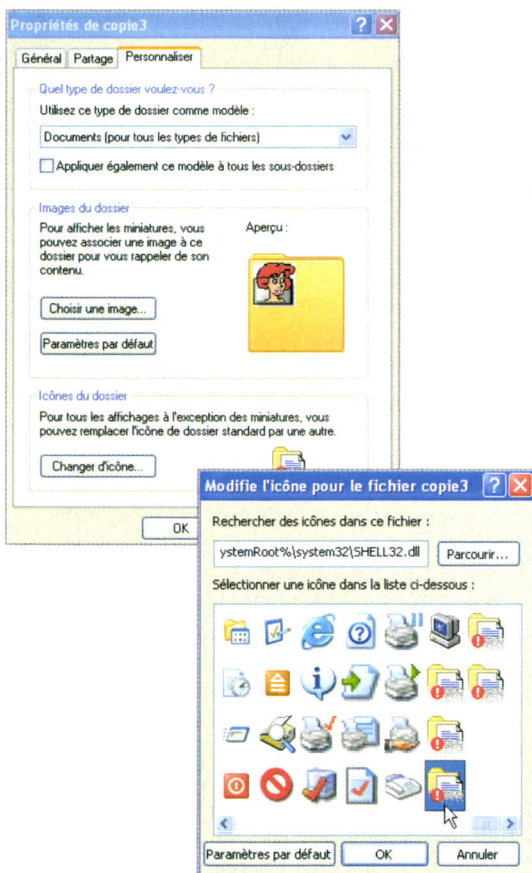 Propriétés de copie3
Général
Partage
Personnaliser
Quel type de dossier voulez-vous ?
Utilisez ce type de dossier comme modèle :
Documents (pour tous les types de fichiers)
Appliquer également ce modèle à tous les sous-dossiers
Images du dossier
Pour afficher les miniatures, vous
pouvez associer une image à ce
dossier pour vous rappeler de son
contenu.
Aperçu :
Choisir une image...
Paramètres par défaut
Icônes du dossier
Pour tous les affichages à l'exception des miniatures, vous
pouvez remplacer l'icône de dossier standard par une autre.
Changer d'icône...
OK
Modifie l'icône pour le fichier copie3
Rechercher des icônes dans ce fichier :
ystemRoot%\system32\SHELL32.dll
Parcourir...
Sélectionner une icône dans la liste ci-dessous :
Paramètres par défaut
OK
Annuler